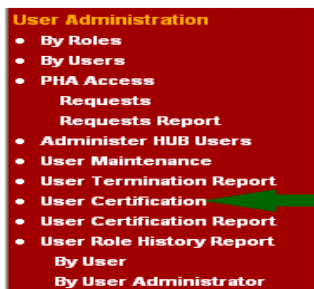 User Administration
• By Roles
• By Users
• PHA Access
Requests
Requests Report
• Administer HUB Users
• User Maintenance
• User Termination Report
• User Certification
• User Certification Report
• User Role History Report
By User
By User Administrator